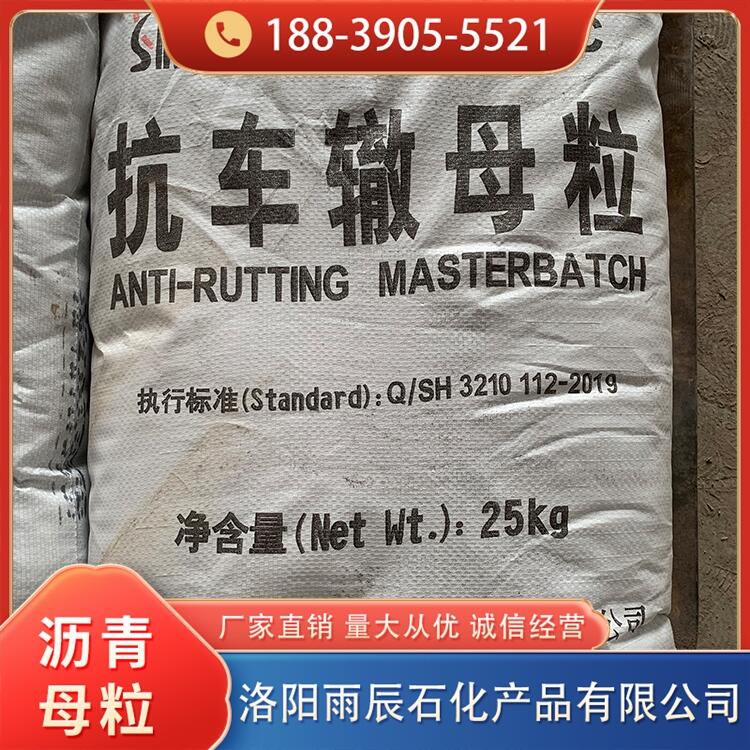 188-3905-5521
抗车辙母粒
ANTI-RUTTING MASTERBATCH
执行标准(Standard): Q/SH 3210 112-2019
净含量(Net Wt.): 25kg
厂家直销 量大从优 诚信经营
沥青
母粒
洛阳雨辰石化产品有限公司